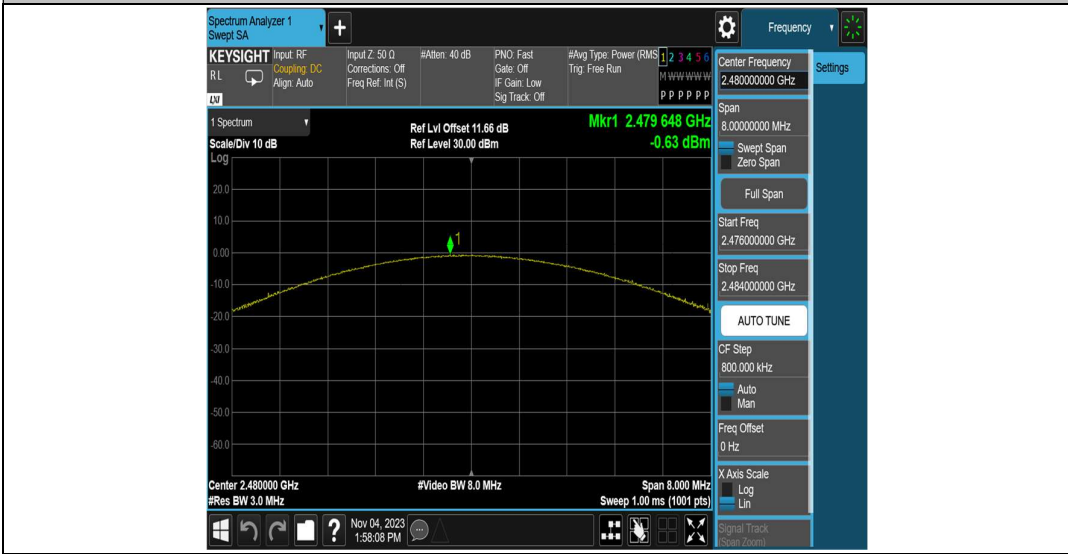 Spectrum Analyzer 1
Swept SA
+
Frequency
KEYSIGHT
RL
LXI
Input: RF
Coupling: DC
Align: Auto
Input Z: 50 Ω
Corrections: Off
Freq Ref: Int (S)
#Atten: 40 dB
PNO: Fast
Gate: Off
IF Gain: Low
Sig Track: Off
#Avg Type: Power (RMS
Trig: Free Run
1 2 3 4 5 6
M W W W W W
P P P P P P
Center Frequency
2.480000000 GHz
Settings
Span
8.00000000 MHz
Swept Span
Zero Span
Full Span
Start Freq
2.476000000 GHz
Stop Freq
2.484000000 GHz
AUTO TUNE
CF Step
800.000 kHz
Auto
Man
Freq Offset
0 Hz
X Axis Scale
Log
Lin
Signal Track
(Span Zoom)
1 Spectrum
Scale/Div 10 dB
Log
Ref Lvl Offset 11.66 dB
Ref Level 30.00 dBm
Mkr1 2.479 648 GHz
-0.63 dBm
20.0
10.0
0.00
-10.0
-20.0
-30.0
-40.0
-50.0
-60.0
1
Center 2.480000 GHz
#Res BW 3.0 MHz
#Video BW 8.0 MHz
Span 8.000 MHz
Sweep 1.00 ms (1001 pts)
?
Nov 04, 2023
1:58:08 PM